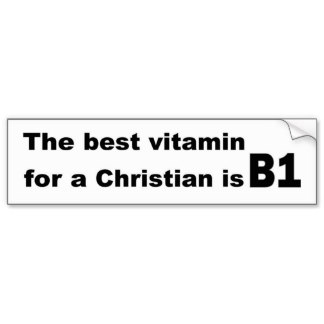 The best vitamin
for a Christian is B1